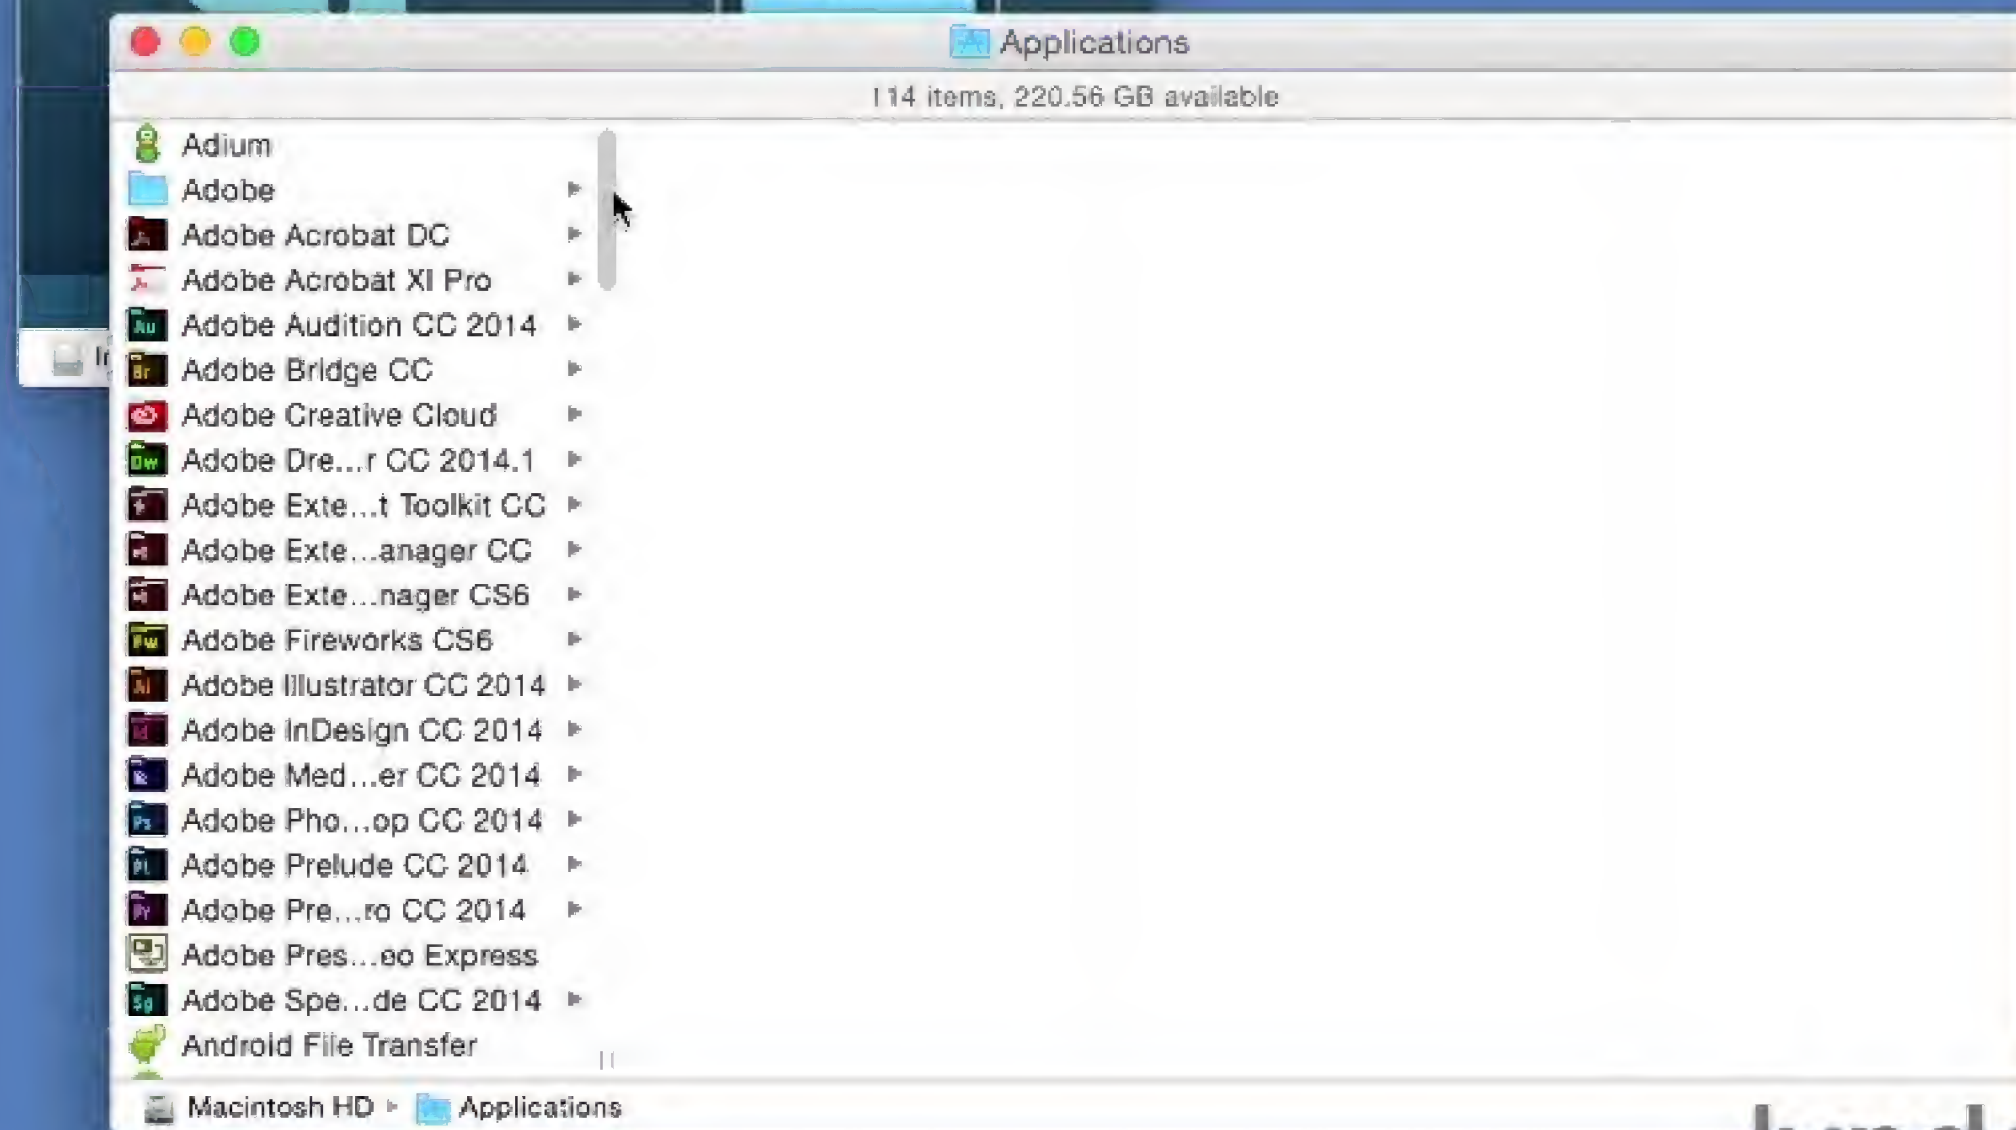 Applications
114 items, 220.56 GB available
Adium
Adobe
Adobe Acrobat DC
Adobe Acrobat XI Pro
Adobe Audition CC 2014
Adobe Bridge CC
Adobe Creative Cloud
Adobe Dre...r CC 2014.1
Adobe Exte...t Toolkit CC
Adobe Exte...anager CC
Adobe Exte...nager CS6
Adobe Fireworks CS6
Adobe Illustrator CC 2014
Adobe InDesign CC 2014
Adobe Med...er CC 2014
Adobe Pho...op CC 2014
Adobe Prelude CC 2014
Adobe Pre...ro CC 2014
Adobe Pres...eo Express
Adobe Spe...de CC 2014
Android File Transfer
Macintosh HD Applications